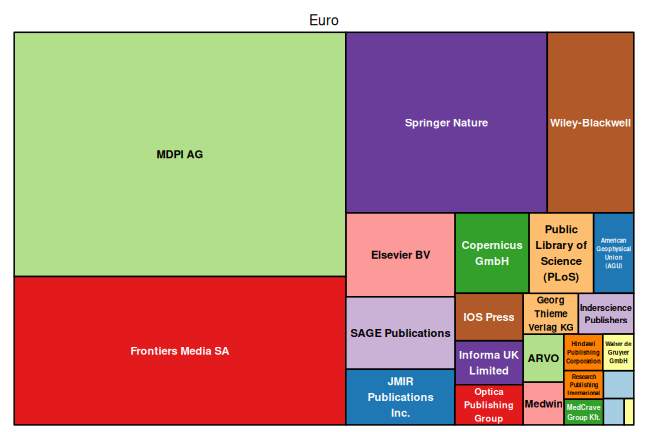 Euro
MDPI AG
Springer Nature
Wiley-Blackwell
Frontiers Media SA
Elsevier BV
Copernicus
GmbH
Public
Library of
Science
(PLoS)
American
Geophysical
Union
(AGU)
SAGE Publications
IOS Press
Georg
Thieme
Verlag KG
Inderscience
Publishers
Informa UK
Limited
ARVO
Hindawi
Publishing
Corporation
Walter de
Gruyter
GmbH
JMIR
Publications
Inc.
Optica
Publishing
Group
Medwin
Research
Publishing
International
MedCrave
Group Kft.